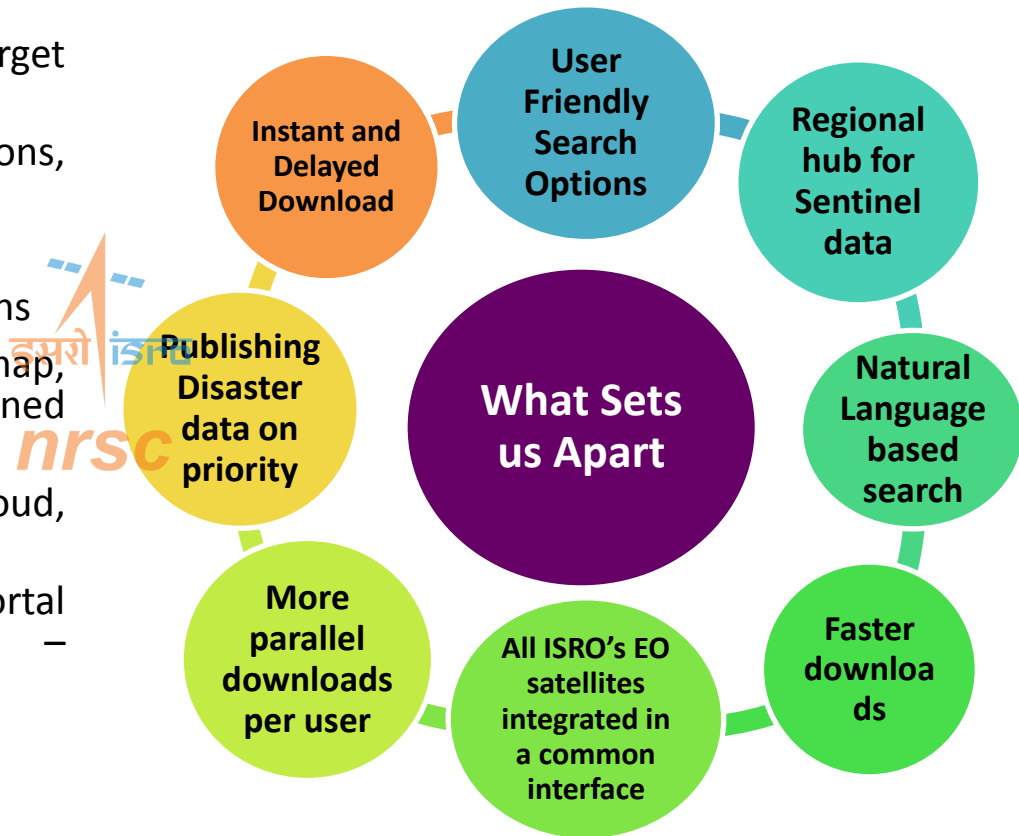 rget
ons,
ns
nap,
ned
oud,
ortal
–
इसरो isro
nrsc
What Sets
us Apart
User
Friendly
Search
Options
Regional
hub for
Sentinel
data
Natural
Language
based
search
Faster
downloa
ds
All ISRO’s EO
satellites
integrated in
a common
interface
More
parallel
downloads
per user
Publishing
Disaster
data on
priority
Instant and
Delayed
Download